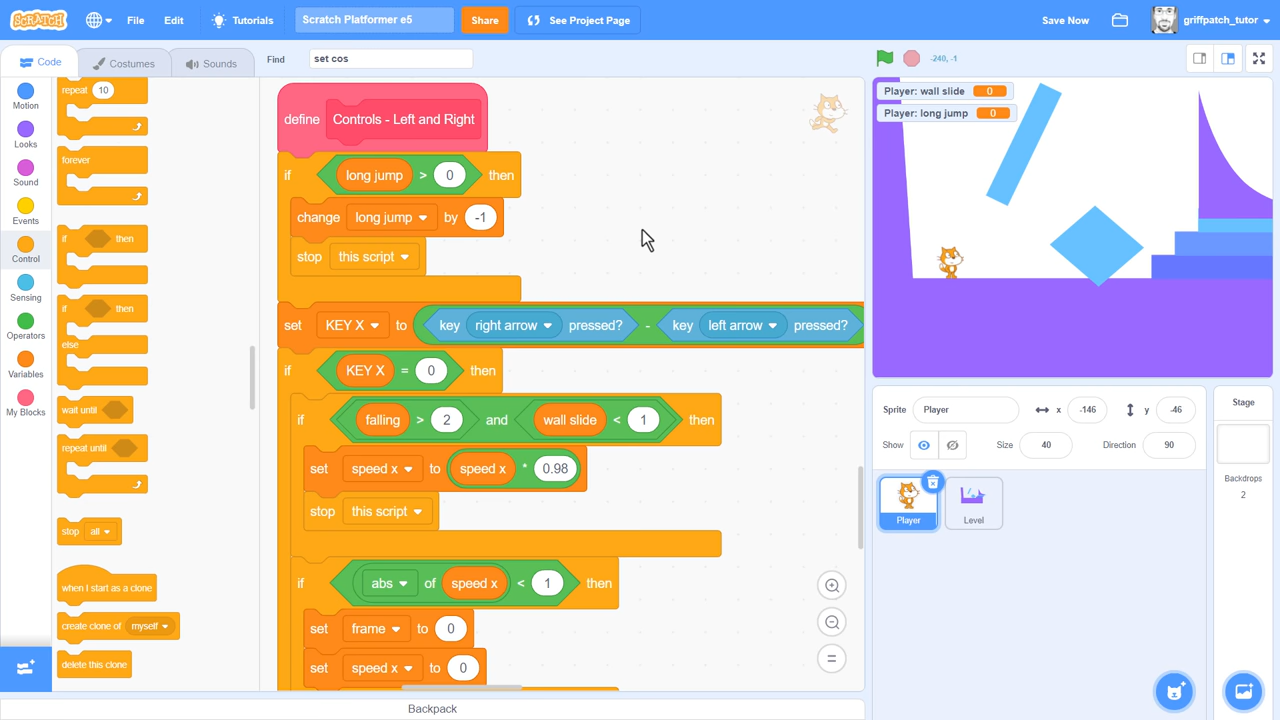 SCRATCH File Edit Tutorials Scratch Platformer e5 Share See Project Page Save Now griffpatch_tutor
Code Costumes Sounds Find set cos -240, -1
Motion
Looks
Sound
Events
Control
Sensing
Operators
Variables
My Blocks
repeat 10
forever
if then
if then
else
wait until
repeat until
stop all
when I start as a clone
create clone of myself
delete this clone
define Controls - Left and Right
if long jump > 0 then
change long jump by -1
stop this script
set KEY X to key right arrow pressed? - key left arrow pressed?
if KEY X = 0 then
if falling > 2 and wall slide < 1 then
set speed x to speed x * 0.98
stop this script
if abs of speed x < 1 then
set frame to 0
set speed x to 0
Backpack
Player: wall slide 0
Player: long jump 0
Sprite Player x -146 y -46
Show Size 40 Direction 90
Player
Level
Stage
Backdrops
2